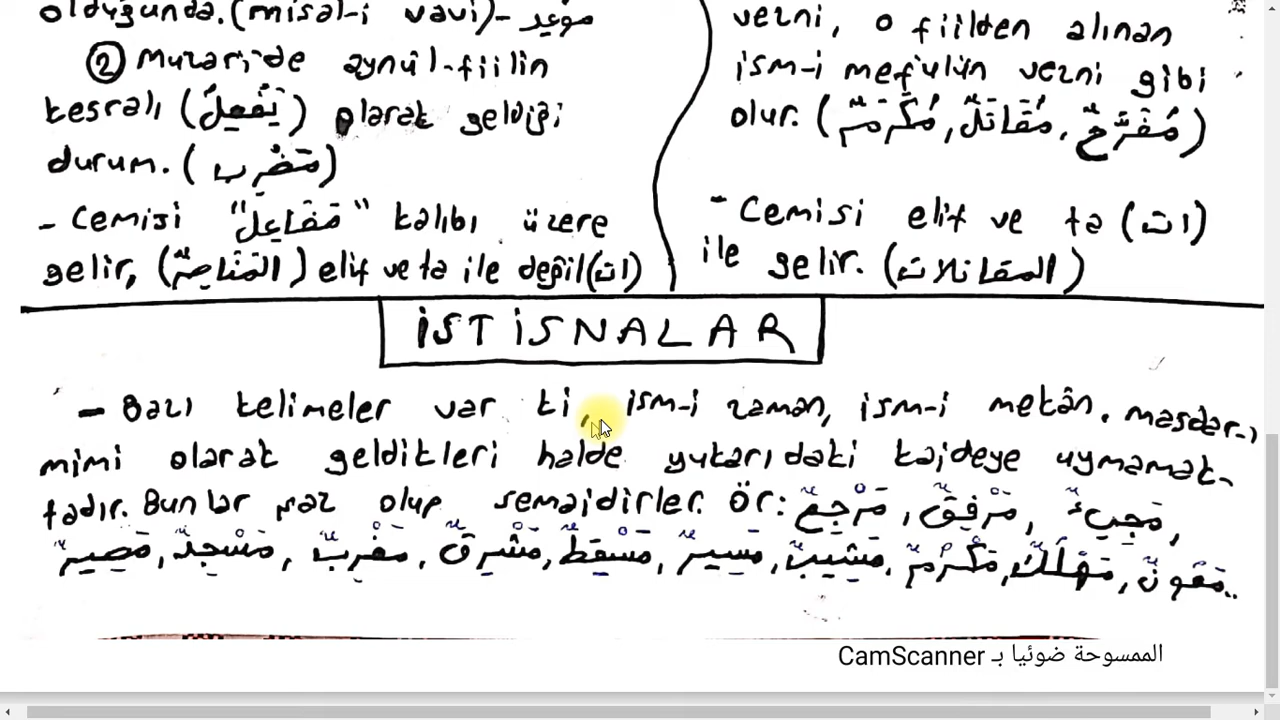 olduğunda. (misal-i vavi) - مَوْعِد
② Muzari'de aynül-fiilin
kesralı (يَفْعِلُ) olarak geldiği
durum. (مَضْرِب)
- Cemisi "مَفَاعِلُ" kalıbı üzere
gelir, (المَنَاصِرُ) elif ve ta ile değil (ات)
vezni, o fiilden alınan
ism-i mef'ulün vezni gibi
olur. (مُفَرَّحٌ, مُقَاتَلٌ, مُكْرَمٌ)
- Cemisi elif ve ta (ات)
ile gelir. (المقاتلات)
İSTİSNALAR
- Bazı kelimeler var ki, ism-i zaman, ism-i mekân, masdar-ı
mimi olarak geldikleri halde yukarıdaki kaideye uymamak-
tadır. Bunlar şaz olup semaidirler. Ör: مَرْجِعٌ, مَرْفِقٌ, مَجِيءٌ,
مَصِيرٌ, مَسْجِدٌ, مَغْرِبٌ, مَشْرِقٌ, مَسْقِطٌ, مَسِيرٌ, مَشِيبٌ, مَكْرُمٌ, مَهْلَكٌ, مَعُونٌ..
الممسوحة ضوئيا بـ CamScanner